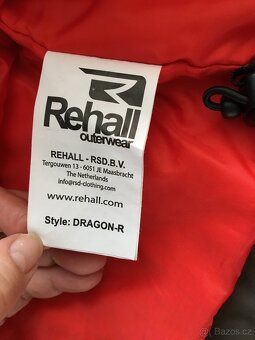 Rehall
outerwear
REHALL - RSD.B.V.
Tergouwen 13 - 6051 JE Maasbracht
The Netherlands
info@rsd-clothing.com
www.rehall.com
Style: DRAGON-R
Bazos.cz